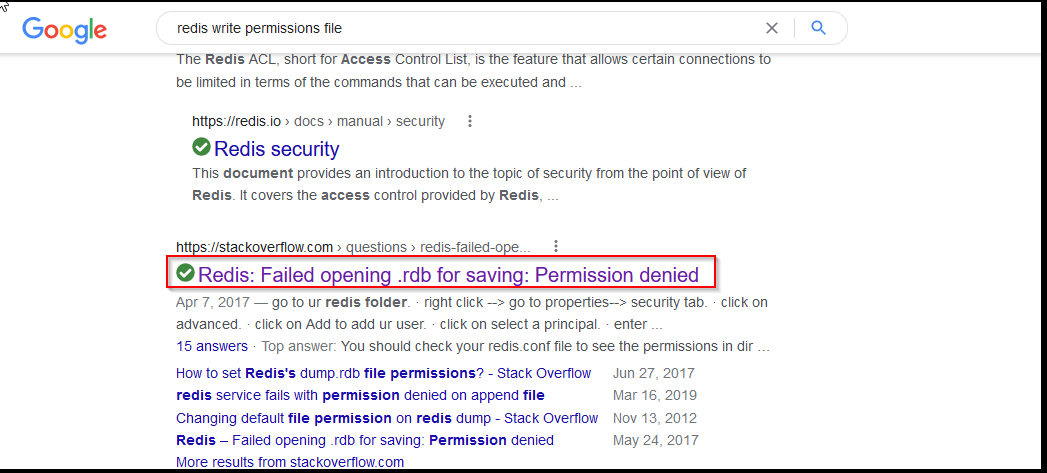 Google
redis write permissions file
The Redis ACL, short for Access Control List, is the feature that allows certain connections to
be limited in terms of the commands that can be executed and ...
https://redis.io › docs › manual › security
Redis security
This document provides an introduction to the topic of security from the point of view of
Redis. It covers the access control provided by Redis, ...
https://stackoverflow.com › questions › redis-failed-ope...
Redis: Failed opening .rdb for saving: Permission denied
Apr 7, 2017 — go to ur redis folder. · right click --> go to properties--> security tab. · click on
advanced. · click on Add to add ur user. · click on select a principal. · enter ...
15 answers · Top answer: You should check your redis.conf file to see the permissions in dir ...
How to set Redis's dump.rdb file permissions? - Stack Overflow Jun 27, 2017
redis service fails with permission denied on append file Mar 16, 2019
Changing default file permission on redis dump - Stack Overflow Nov 13, 2012
Redis – Failed opening .rdb for saving: Permission denied May 24, 2017
More results from stackoverflow.com